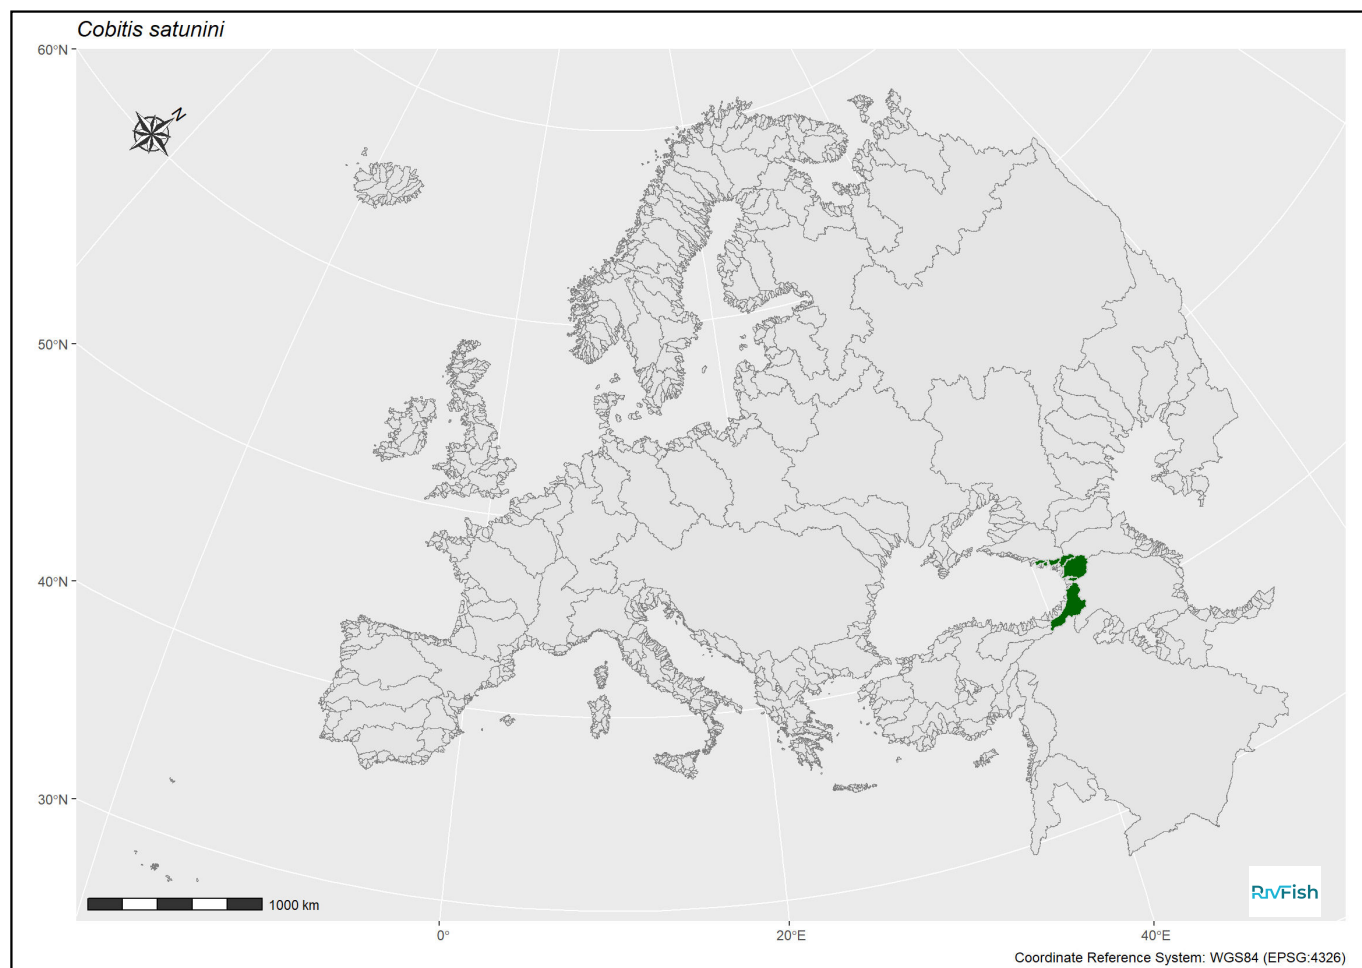 Cobitis satunini
60°N
N
50°N
40°N
30°N
1000 km
RivFish
0°
20°E
40°E
Coordinate Reference System: WGS84 (EPSG:4326)